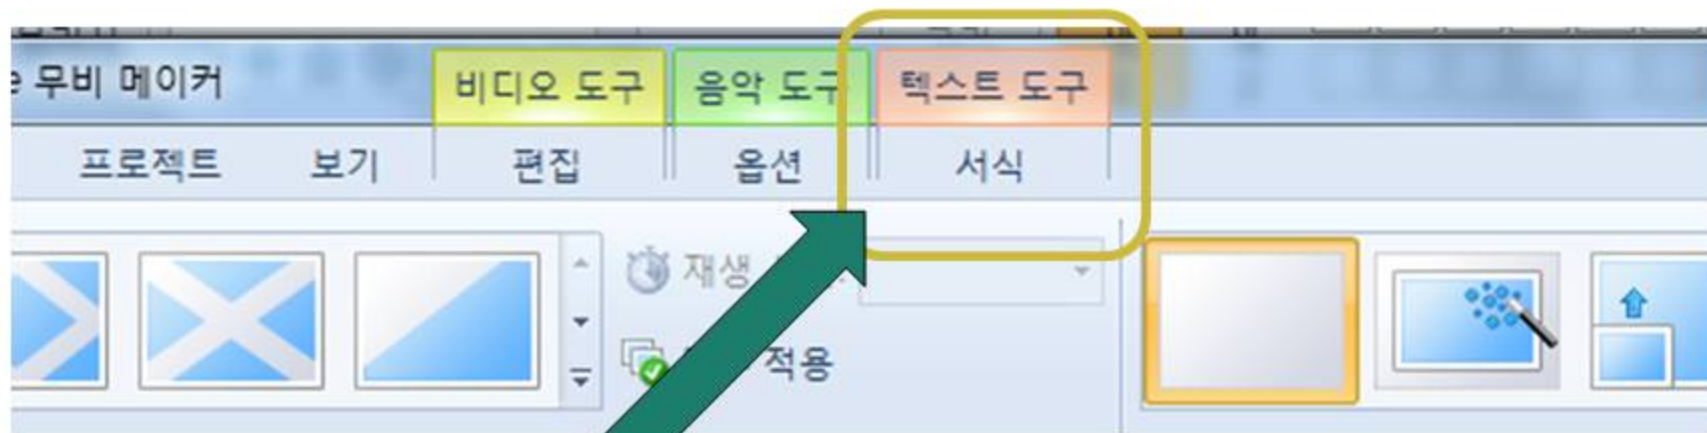 e 무비 메이커 비디오 도구 음악 도구 텍스트 도구
프로젝트 보기 편집 옵션 서식
재생
적용